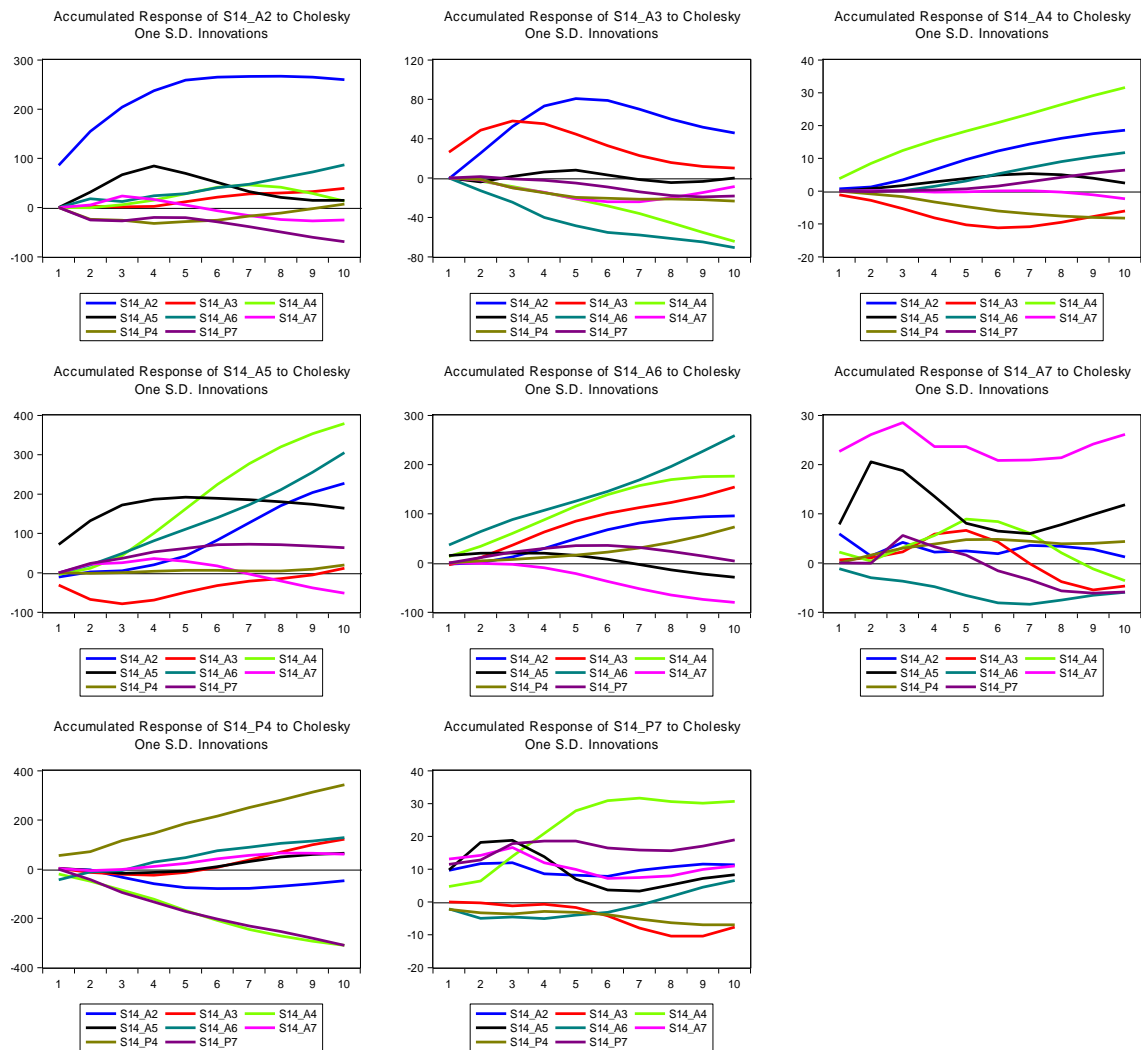 Accumulated Response of S14_A2 to Cholesky
One S.D. Innovations
300
200
100
0
-100
1 2 3 4 5 6 7 8 9 10
S14_A2 S14_A3 S14_A4
S14_A5 S14_A6 S14_A7
S14_P4 S14_P7
Accumulated Response of S14_A3 to Cholesky
One S.D. Innovations
120
80
40
0
-40
-80
1 2 3 4 5 6 7 8 9 10
S14_A2 S14_A3 S14_A4
S14_A5 S14_A6 S14_A7
S14_P4 S14_P7
Accumulated Response of S14_A4 to Cholesky
One S.D. Innovations
40
30
20
10
0
-10
-20
1 2 3 4 5 6 7 8 9 10
S14_A2 S14_A3 S14_A4
S14_A5 S14_A6 S14_A7
S14_P4 S14_P7
Accumulated Response of S14_A5 to Cholesky
One S.D. Innovations
400
300
200
100
0
-100
1 2 3 4 5 6 7 8 9 10
S14_A2 S14_A3 S14_A4
S14_A5 S14_A6 S14_A7
S14_P4 S14_P7
Accumulated Response of S14_A6 to Cholesky
One S.D. Innovations
300
200
100
0
-100
1 2 3 4 5 6 7 8 9 10
S14_A2 S14_A3 S14_A4
S14_A5 S14_A6 S14_A7
S14_P4 S14_P7
Accumulated Response of S14_A7 to Cholesky
One S.D. Innovations
30
20
10
0
-10
1 2 3 4 5 6 7 8 9 10
S14_A2 S14_A3 S14_A4
S14_A5 S14_A6 S14_A7
S14_P4 S14_P7
Accumulated Response of S14_P4 to Cholesky
One S.D. Innovations
400
200
0
-200
-400
1 2 3 4 5 6 7 8 9 10
S14_A2 S14_A3 S14_A4
S14_A5 S14_A6 S14_A7
S14_P4 S14_P7
Accumulated Response of S14_P7 to Cholesky
One S.D. Innovations
40
30
20
10
0
-10
-20
1 2 3 4 5 6 7 8 9 10
S14_A2 S14_A3 S14_A4
S14_A5 S14_A6 S14_A7
S14_P4 S14_P7